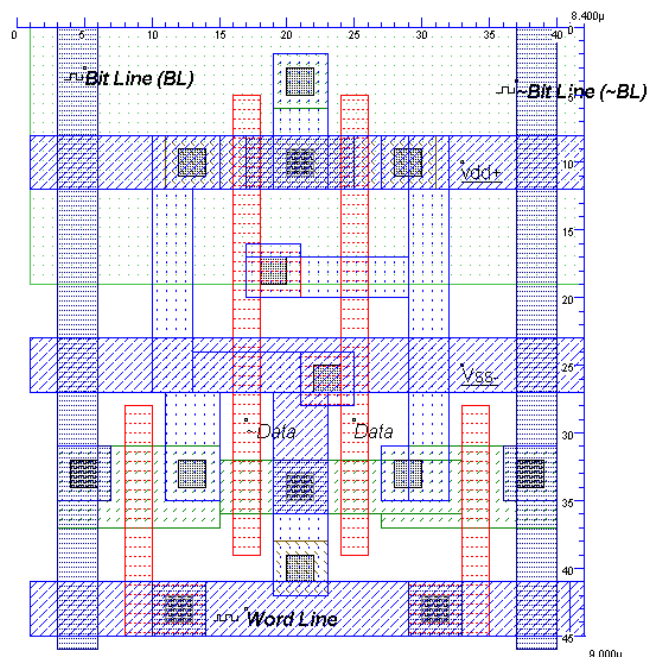 0 5 10 15 20 25 30 35 40 8.400µ
0
Bit Line (BL)
~Bit Line (~BL)
5
10
vdd+
15
20
25
Vss-
~Data Data
30
35
40
Word Line
45
9.000µ